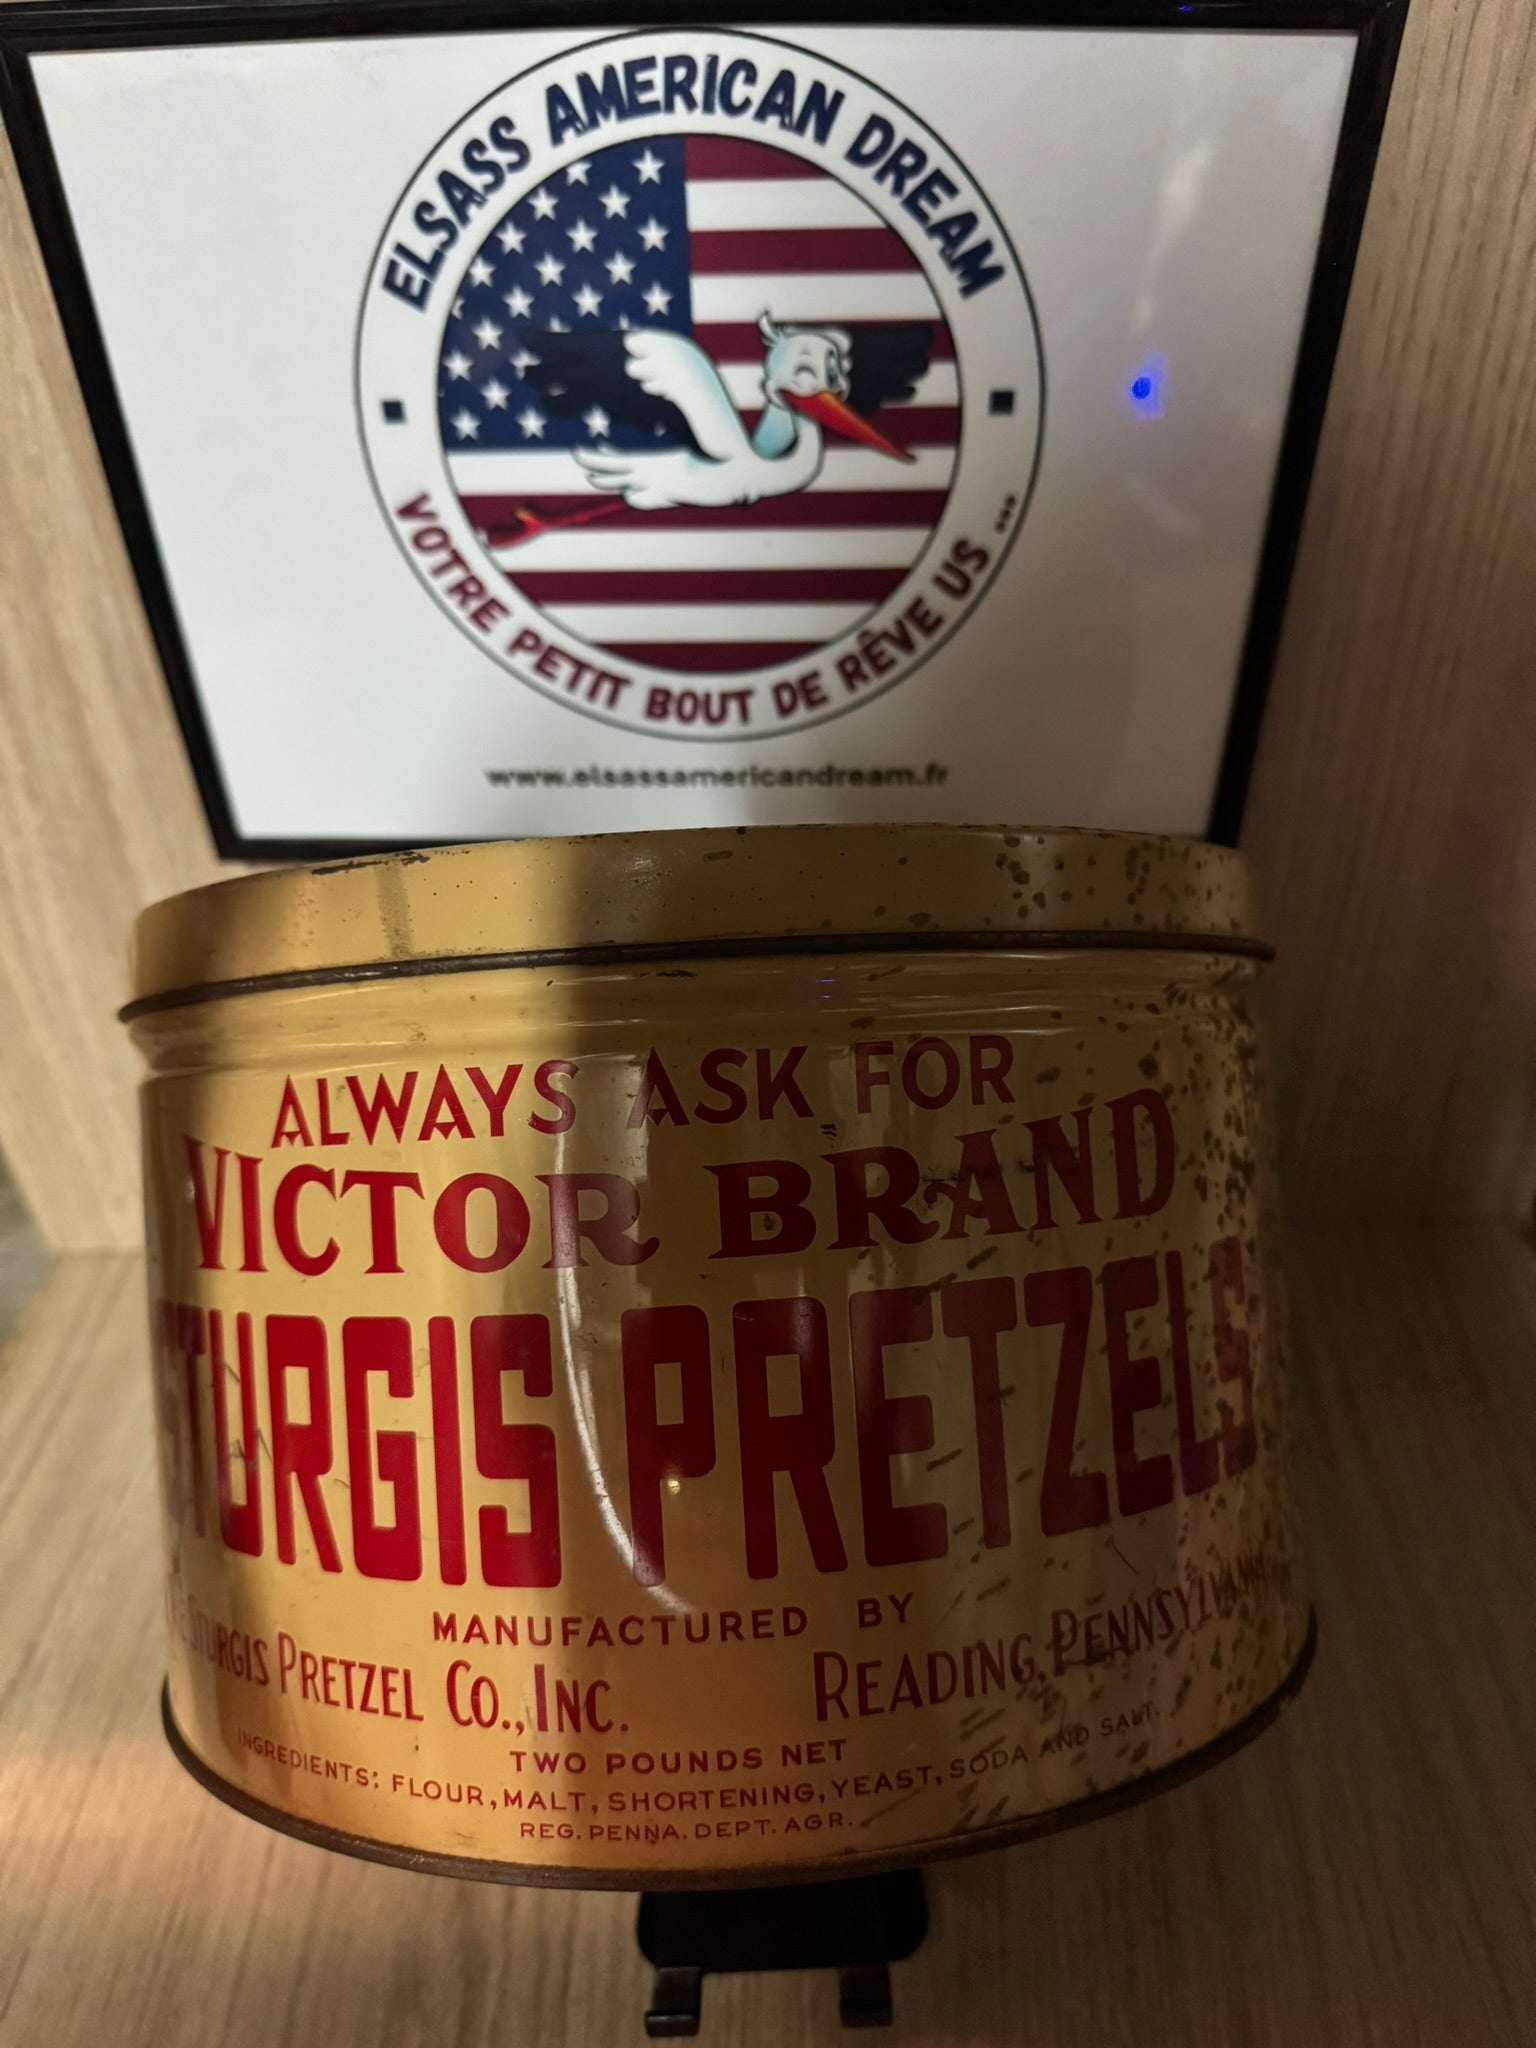 ELSASS AMERICAN DREAM
VOTRE PETIT BOUT DE RÊVE US ...
www.elsassamericandream.fr
ALWAYS ASK FOR
VICTOR BRAND
STURGIS PRETZELS
MANUFACTURED BY
STURGIS PRETZEL CO., INC. READING, PENNSYLVANIA
TWO POUNDS NET
INGREDIENTS: FLOUR, MALT, SHORTENING, YEAST, SODA AND SALT.
REG. PENNA. DEPT. AGR.